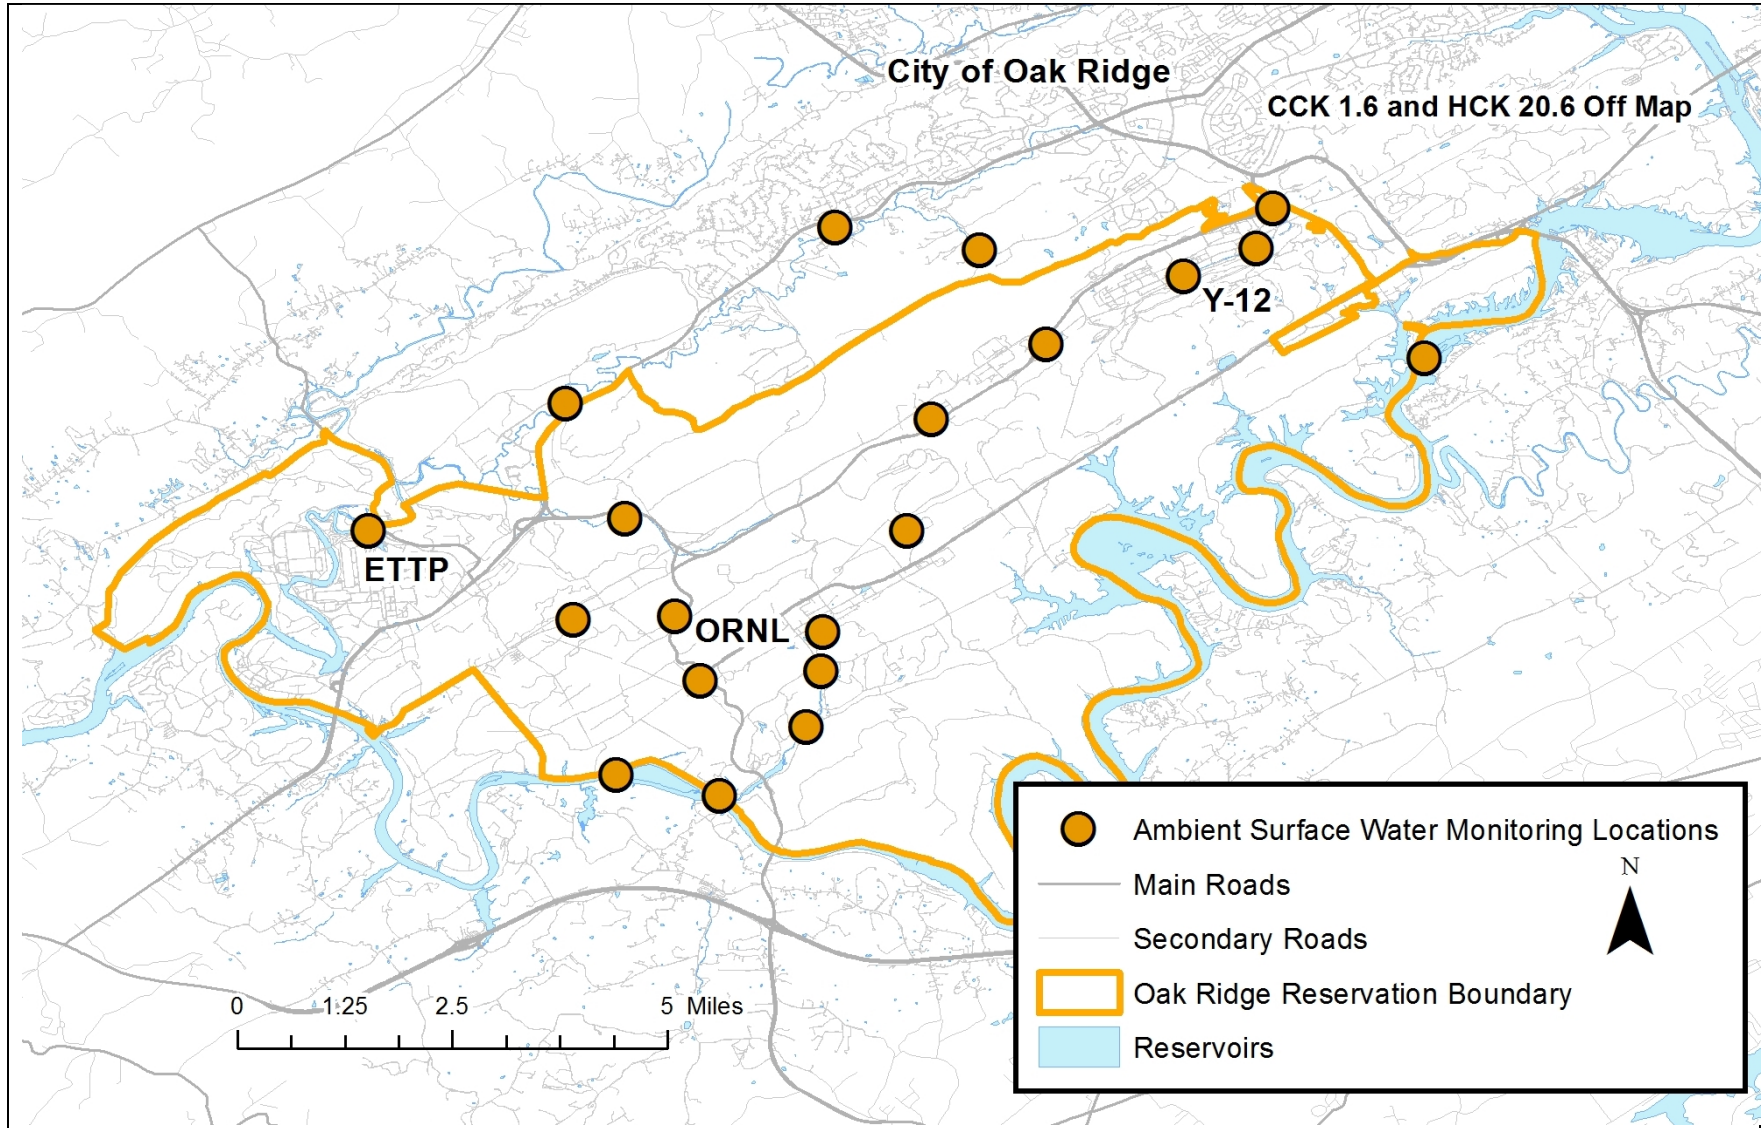 City of Oak Ridge
CCK 1.6 and HCK 20.6 Off Map
Y-12
ETTP
ORNL
Ambient Surface Water Monitoring Locations
N
Main Roads
Secondary Roads
Oak Ridge Reservation Boundary
Reservoirs
0 1.25 2.5 5 Miles